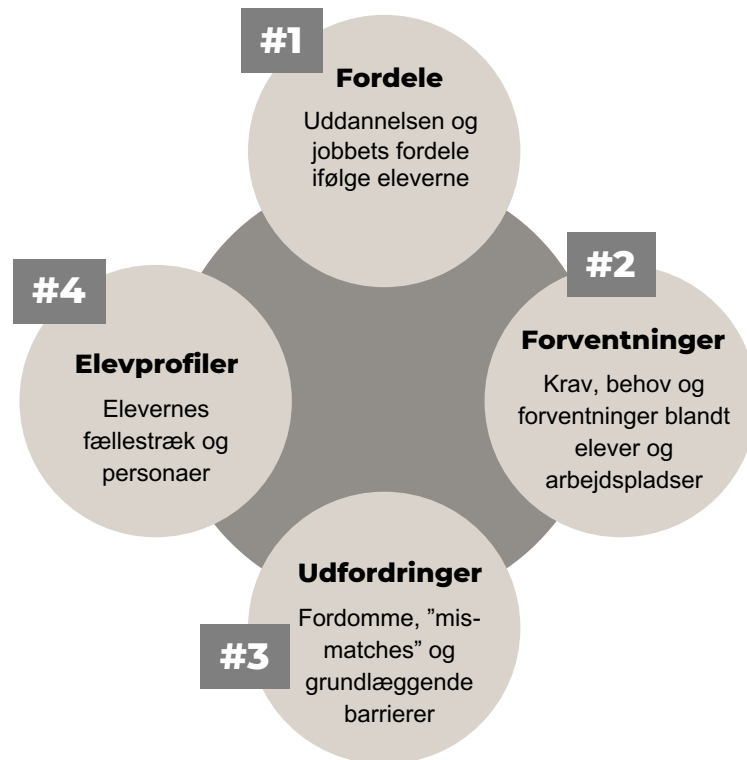 #1
Fordele
Uddannelsen og
jobbets fordele
ifølge eleverne
#2
Forventninger
Krav, behov og
forventninger blandt
elever og
arbejdspladser
#3
Udfordringer
Fordomme, ”mis-
matches” og
grundlæggende
barrierer
#4
Elevprofiler
Elevernes
fællestræk og
personaer